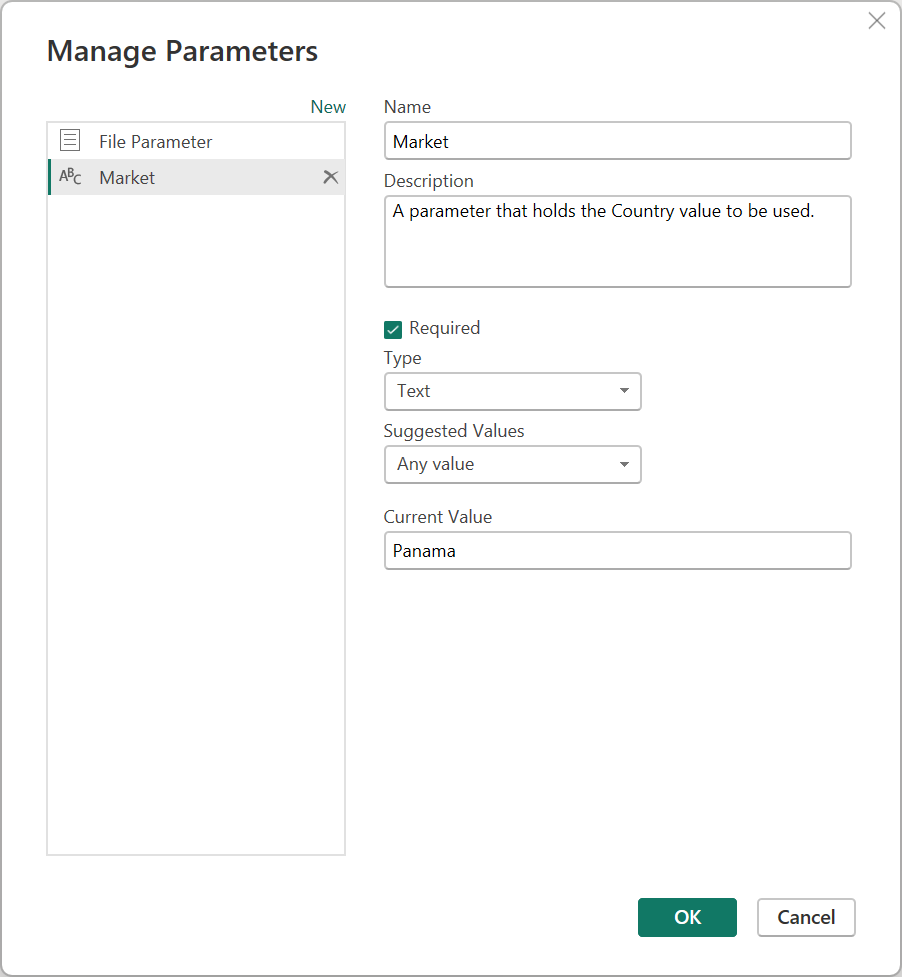 Manage Parameters
New
File Parameter
ABC Market
Name
Market
Description
A parameter that holds the Country value to be used.
Required
Type
Text
Suggested Values
Any value
Current Value
Panama
OK
Cancel